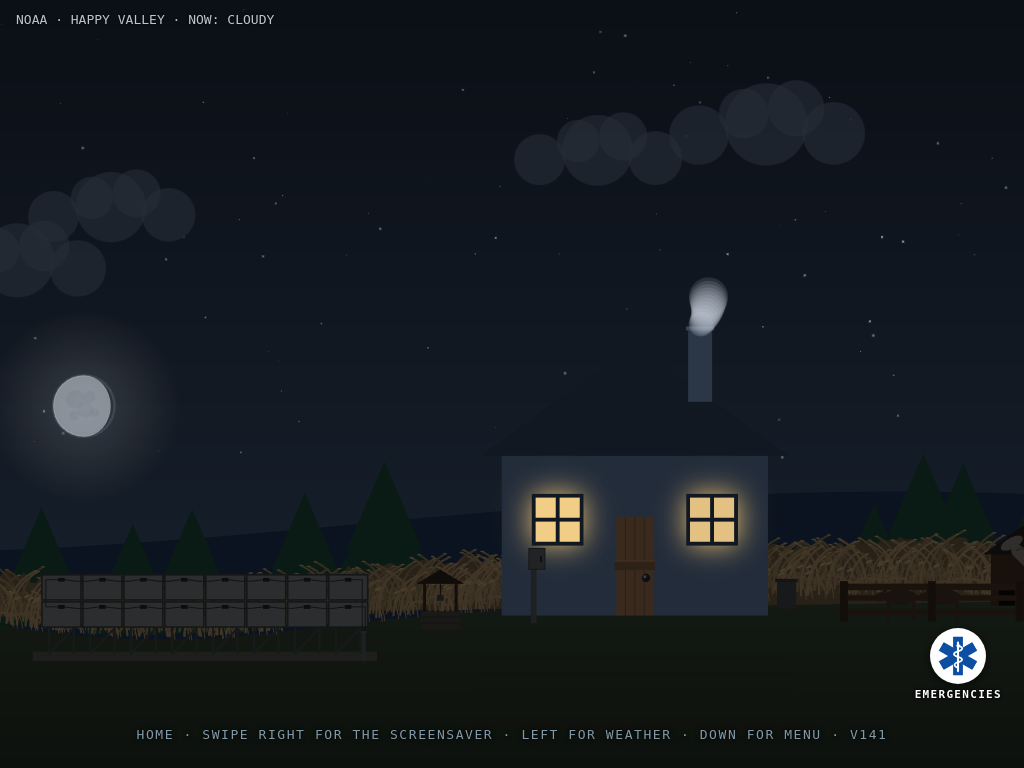 NOAA · HAPPY VALLEY · NOW: CLOUDY
EMERGENCIES
HOME · SWIPE RIGHT FOR THE SCREENSAVER · LEFT FOR WEATHER · DOWN FOR MENU · V141